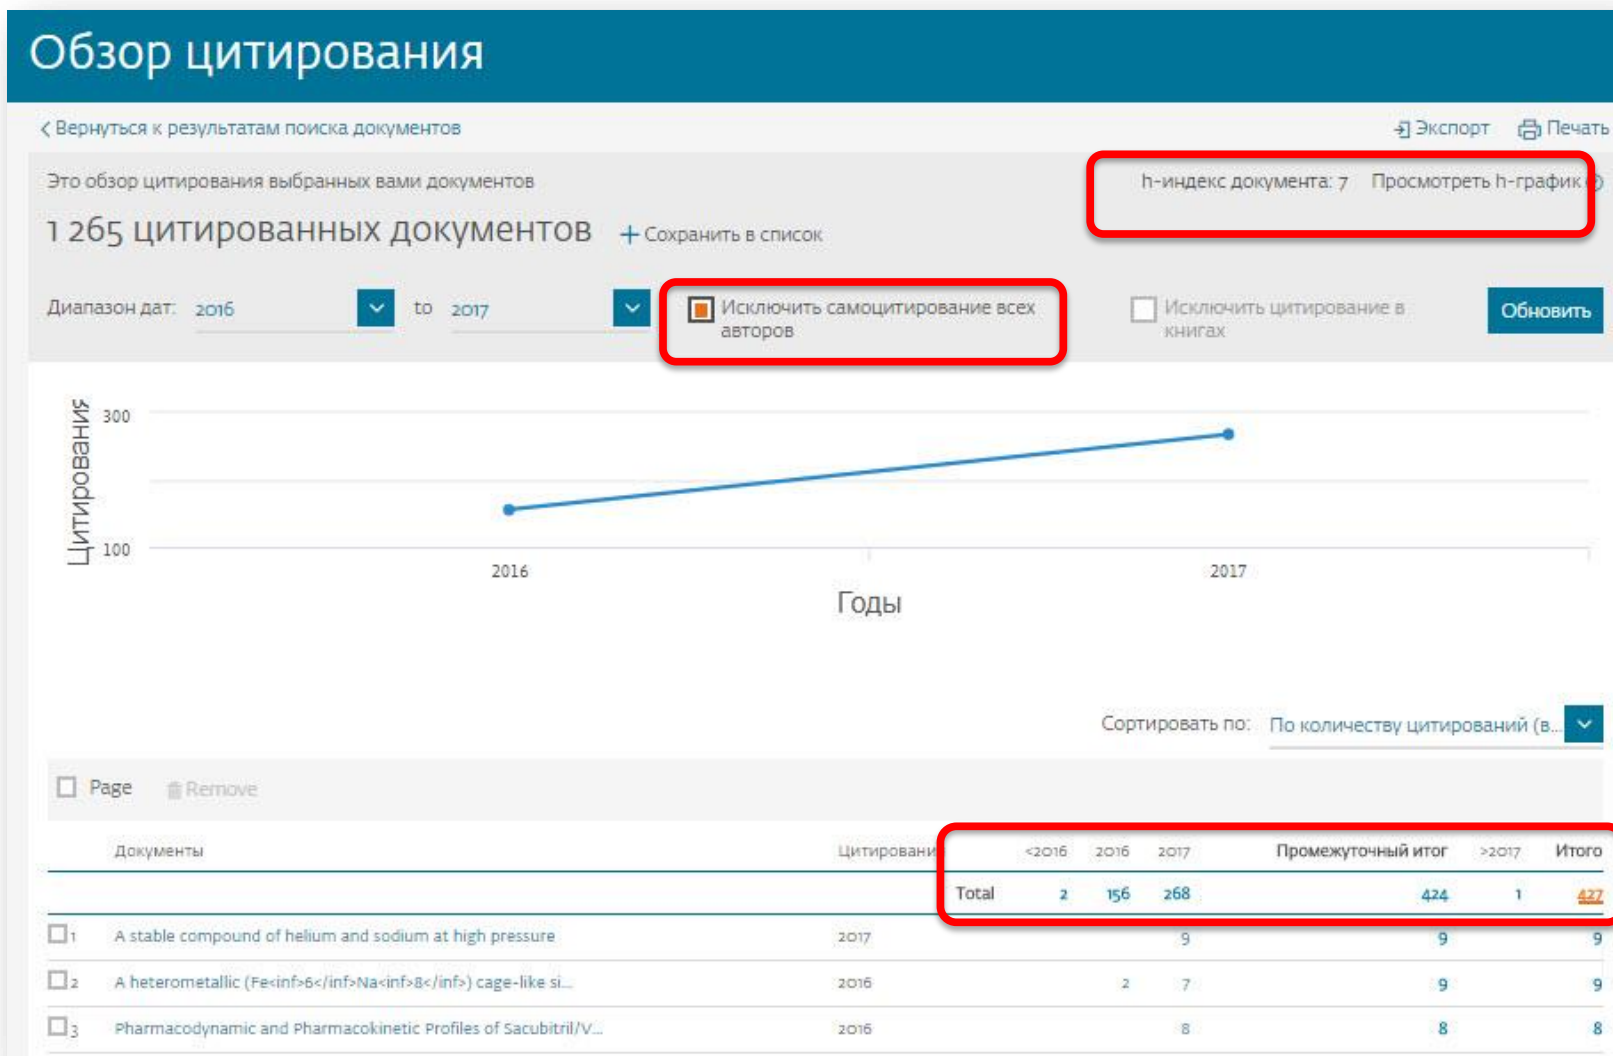 Обзор цитирования
Вернуться к результатам поиска документов Экспорт Печать
Это обзор цитирования выбранных вами документов h-индекс документа: 7 Просмотреть h-график
1 265 цитированных документов + Сохранить в список
Диапазон дат: 2016 to 2017 Исключить самоцитирование всех авторов Исключить цитирование в книгах Обновить
Цитирования
300
100
2016 2017
Годы
Сортировать по: По количеству цитирований (в...
Page Remove
Документы Цитировани <2016 2016 2017 Промежуточный итог >2017 Итого
Total 2 156 268 424 1 427
1 A stable compound of helium and sodium at high pressure 2017 9 9 9
2 A heterometallic (Fe<inf>6</inf>Na<inf>8</inf>) cage-like si... 2016 2 7 9 9
3 Pharmacodynamic and Pharmacokinetic Profiles of Sacubitril/V... 2016 8 8 8